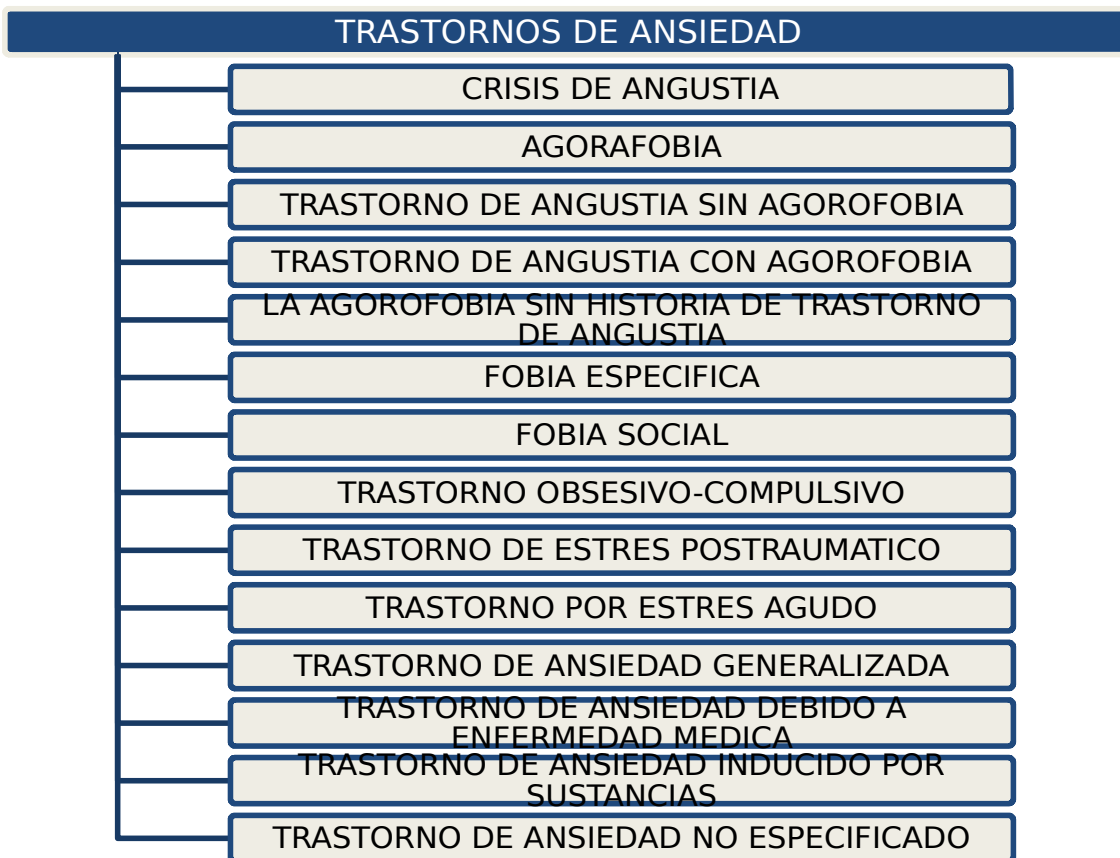 TRASTORNOS DE ANSIEDAD
CRISIS DE ANGUSTIA
AGORAFOBIA
TRASTORNO DE ANGUSTIA SIN AGOROFOBIA
TRASTORNO DE ANGUSTIA CON AGOROFOBIA
LA AGOROFOBIA SIN HISTORIA DE TRASTORNO
DE ANGUSTIA
FOBIA ESPECIFICA
FOBIA SOCIAL
TRASTORNO OBSESIVO-COMPULSIVO
TRASTORNO DE ESTRES POSTRAUMATICO
TRASTORNO POR ESTRES AGUDO
TRASTORNO DE ANSIEDAD GENERALIZADA
TRASTORNO DE ANSIEDAD DEBIDO A
ENFERMEDAD MEDICA
TRASTORNO DE ANSIEDAD INDUCIDO POR
SUSTANCIAS
TRASTORNO DE ANSIEDAD NO ESPECIFICADO